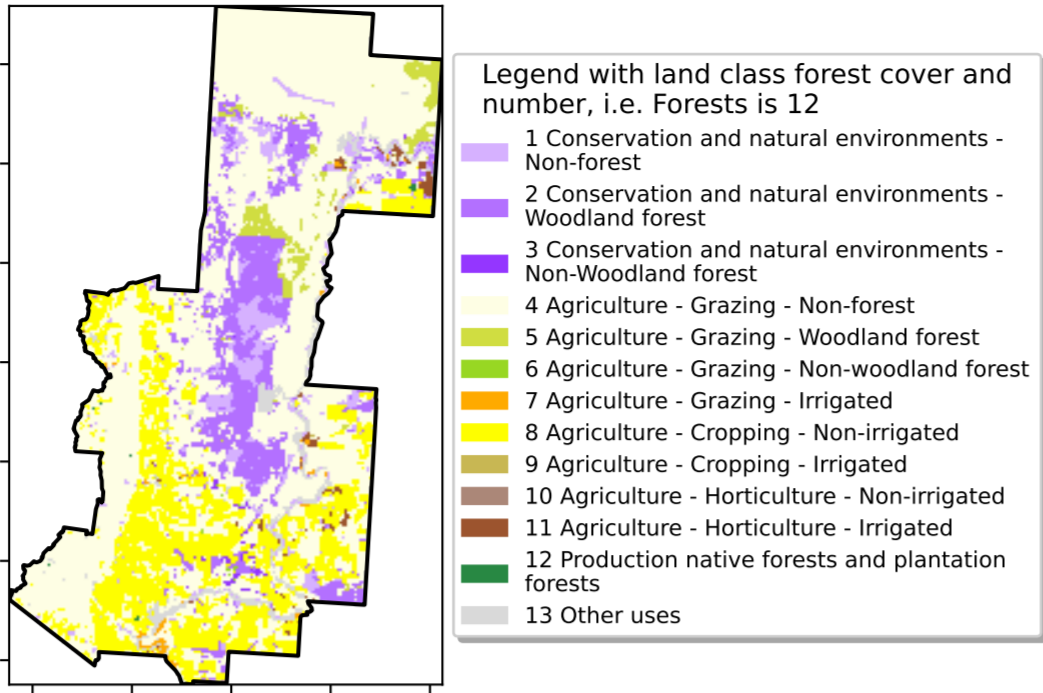 Legend with land class forest cover and
number, i.e. Forests is 12
1 Conservation and natural environments -
Non-forest
2 Conservation and natural environments -
Woodland forest
3 Conservation and natural environments -
Non-Woodland forest
4 Agriculture - Grazing - Non-forest
5 Agriculture - Grazing - Woodland forest
6 Agriculture - Grazing - Non-woodland forest
7 Agriculture - Grazing - Irrigated
8 Agriculture - Cropping - Non-irrigated
9 Agriculture - Cropping - Irrigated
10 Agriculture - Horticulture - Non-irrigated
11 Agriculture - Horticulture - Irrigated
12 Production native forests and plantation
forests
13 Other uses